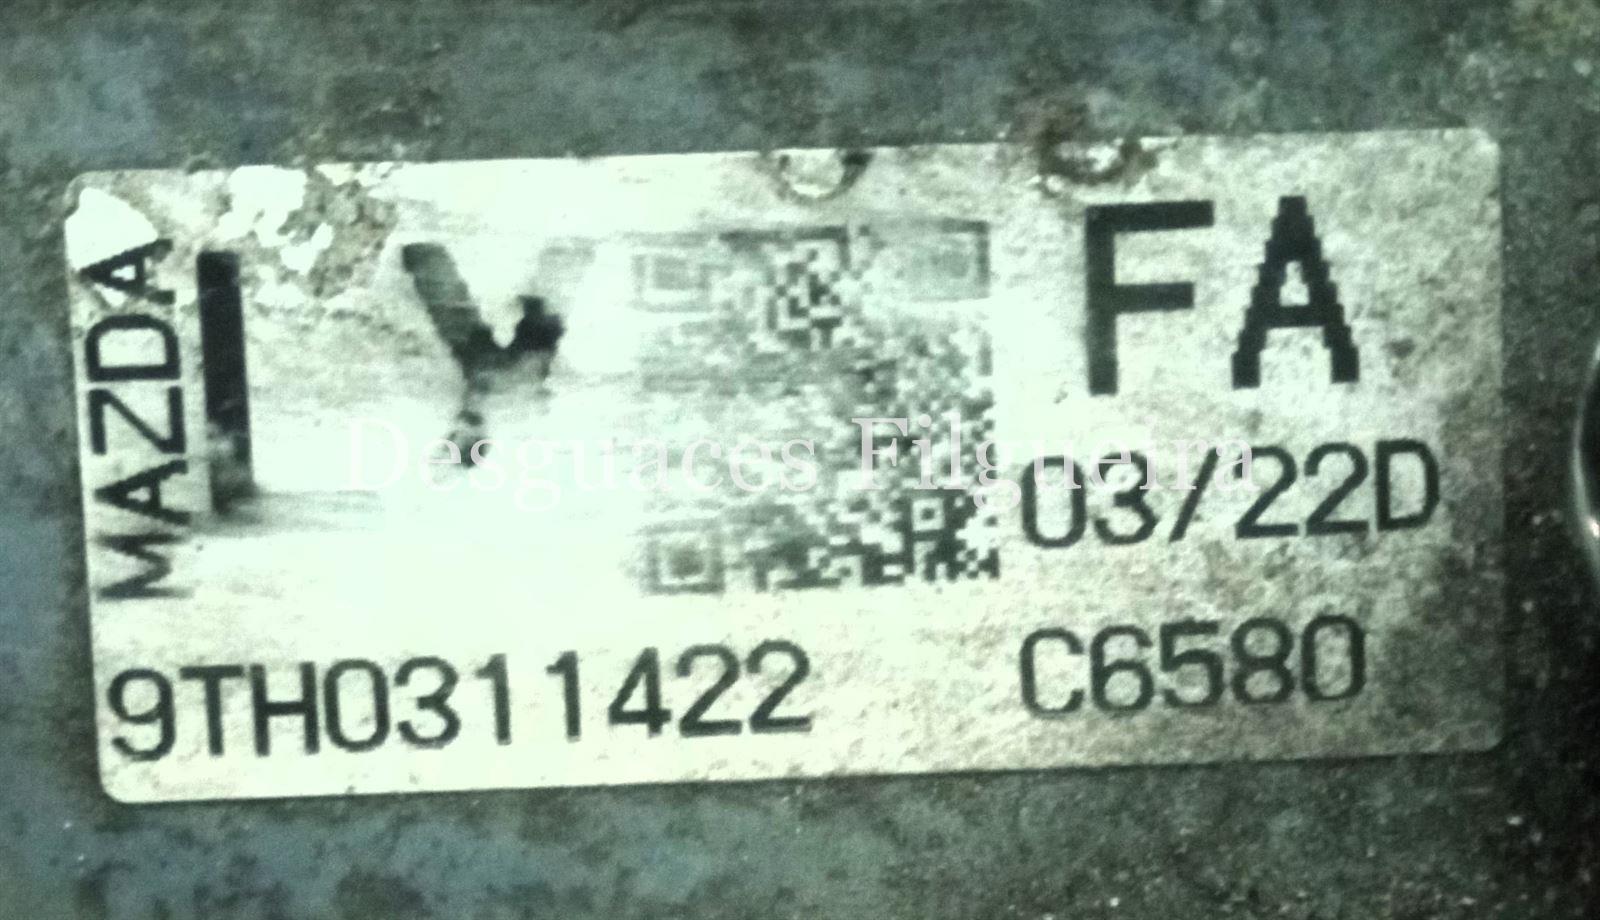 MAZDA
FA
03/22D
9TH0311422
C6580
Desguaces Filgueira